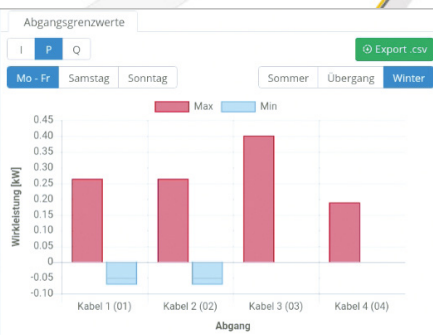 Abgangsgrenzwerte
I P Q
Export .csv
Mo - Fr Samstag Sonntag Sommer Übergang Winter
Max Min
0.45
0.40
0.35
0.30
0.25
0.20
0.15
0.10
0.05
0
-0.05
-0.10
Wirkleistung [kW]
Kabel 1 (01) Kabel 2 (02) Kabel 3 (03) Kabel 4 (04)
Abgang